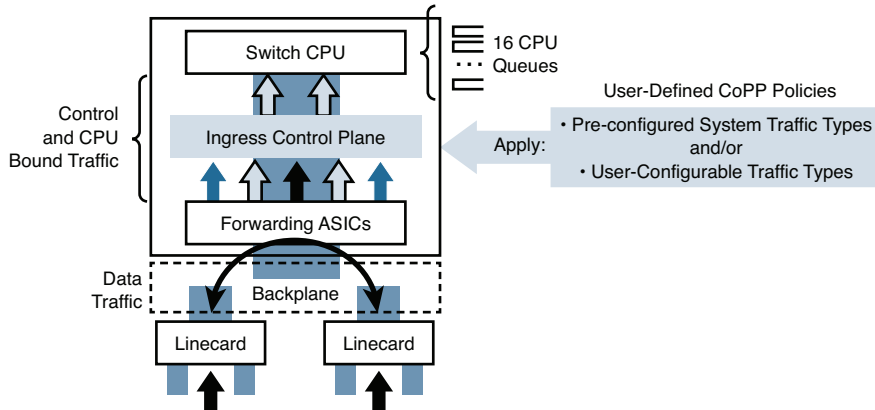 Switch CPU
16 CPU
Queues
Control
and CPU
Bound Traffic
Ingress Control Plane
User-Defined CoPP Policies
Apply:
• Pre-configured System Traffic Types
and/or
• User-Configurable Traffic Types
Forwarding ASICs
Data
Traffic
Backplane
Linecard
Linecard